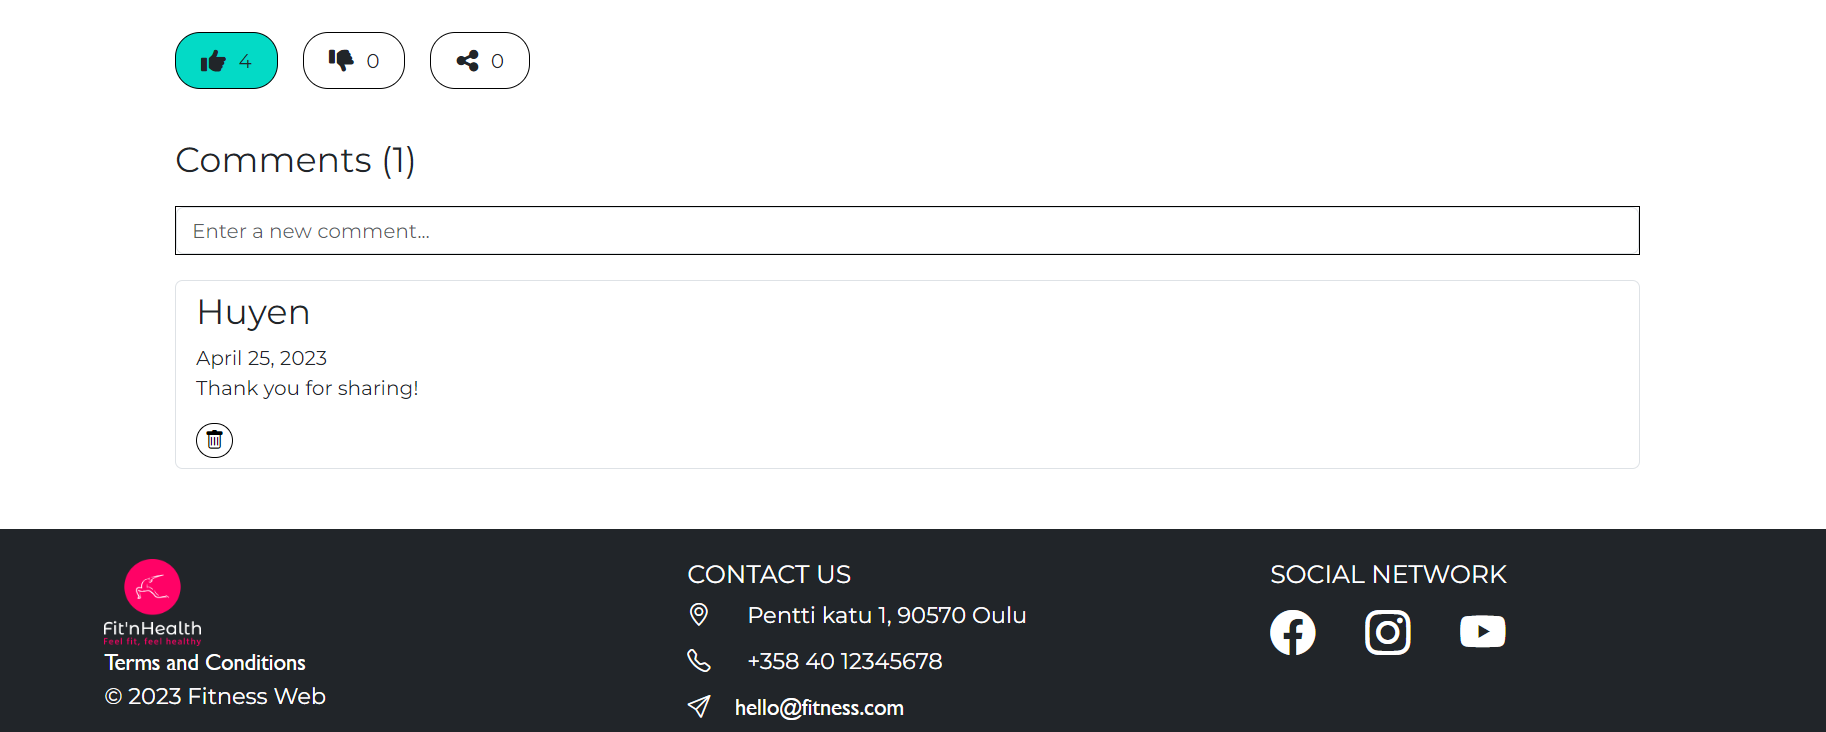 4 0 0
Comments (1)
Enter a new comment...
Huyen
April 25, 2023
Thank you for sharing!
Fit'nHealth
Feel fit, feel healthy
Terms and Conditions
© 2023 Fitness Web
CONTACT US
Pentti katu 1, 90570 Oulu
+358 40 12345678
hello@fitness.com
SOCIAL NETWORK